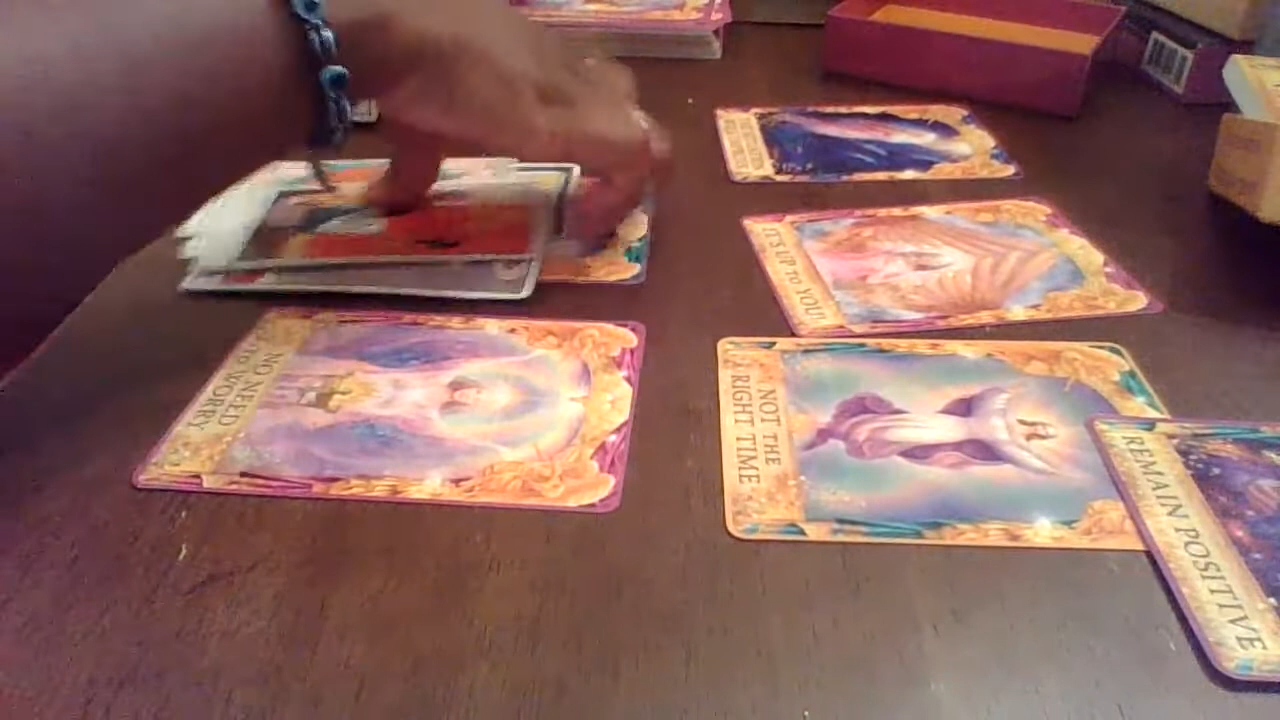 IT'S UP TO YOU!
NO NEED
TO WORRY
NOT THE
RIGHT TIME
REMAIN POSITIVE